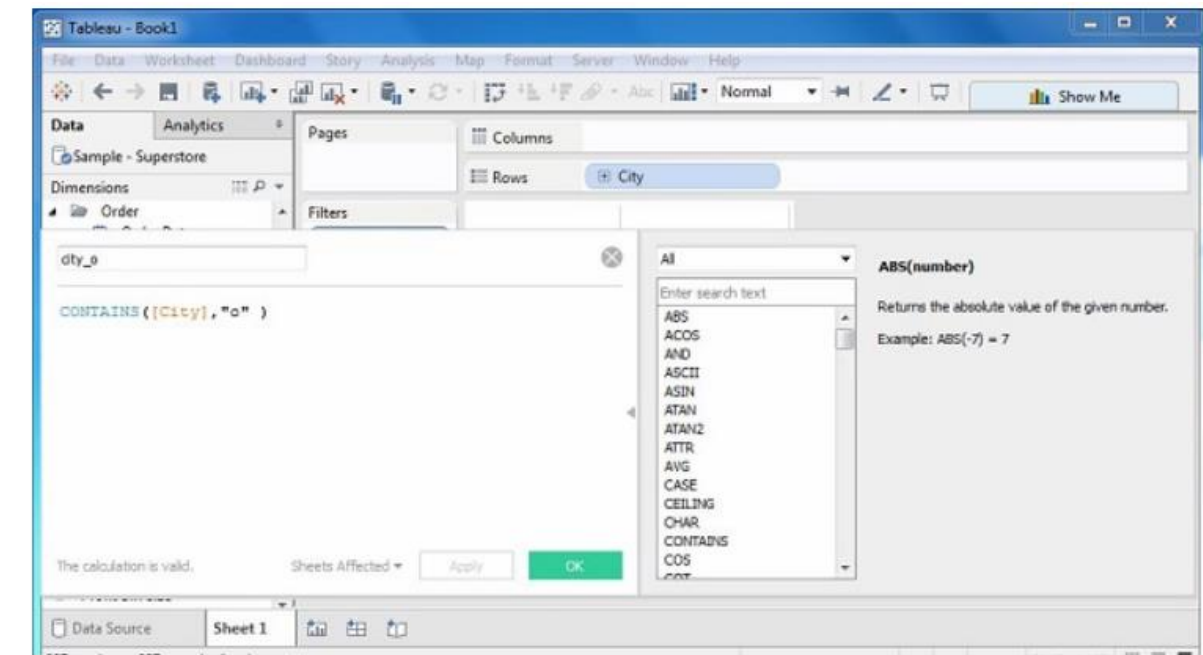 Tableau - Book1
File Data Worksheet Dashboard Story Analysis Map Format Server Window Help
Abc Normal Show Me
Data Analytics Pages Columns
Sample - Superstore
Rows City
Dimensions
Order Filters
city_o
CONTAINS([City],"o" )
All
Enter search text
ABS
ACOS
AND
ASCII
ASIN
ATAN
ATAN2
ATTR
AVG
CASE
CEILING
CHAR
CONTAINS
COS
COT
ABS(number)
Returns the absolute value of the given number.
Example: ABS(-7) = 7
The calculation is valid. Sheets Affected Apply OK
Data Source Sheet 1